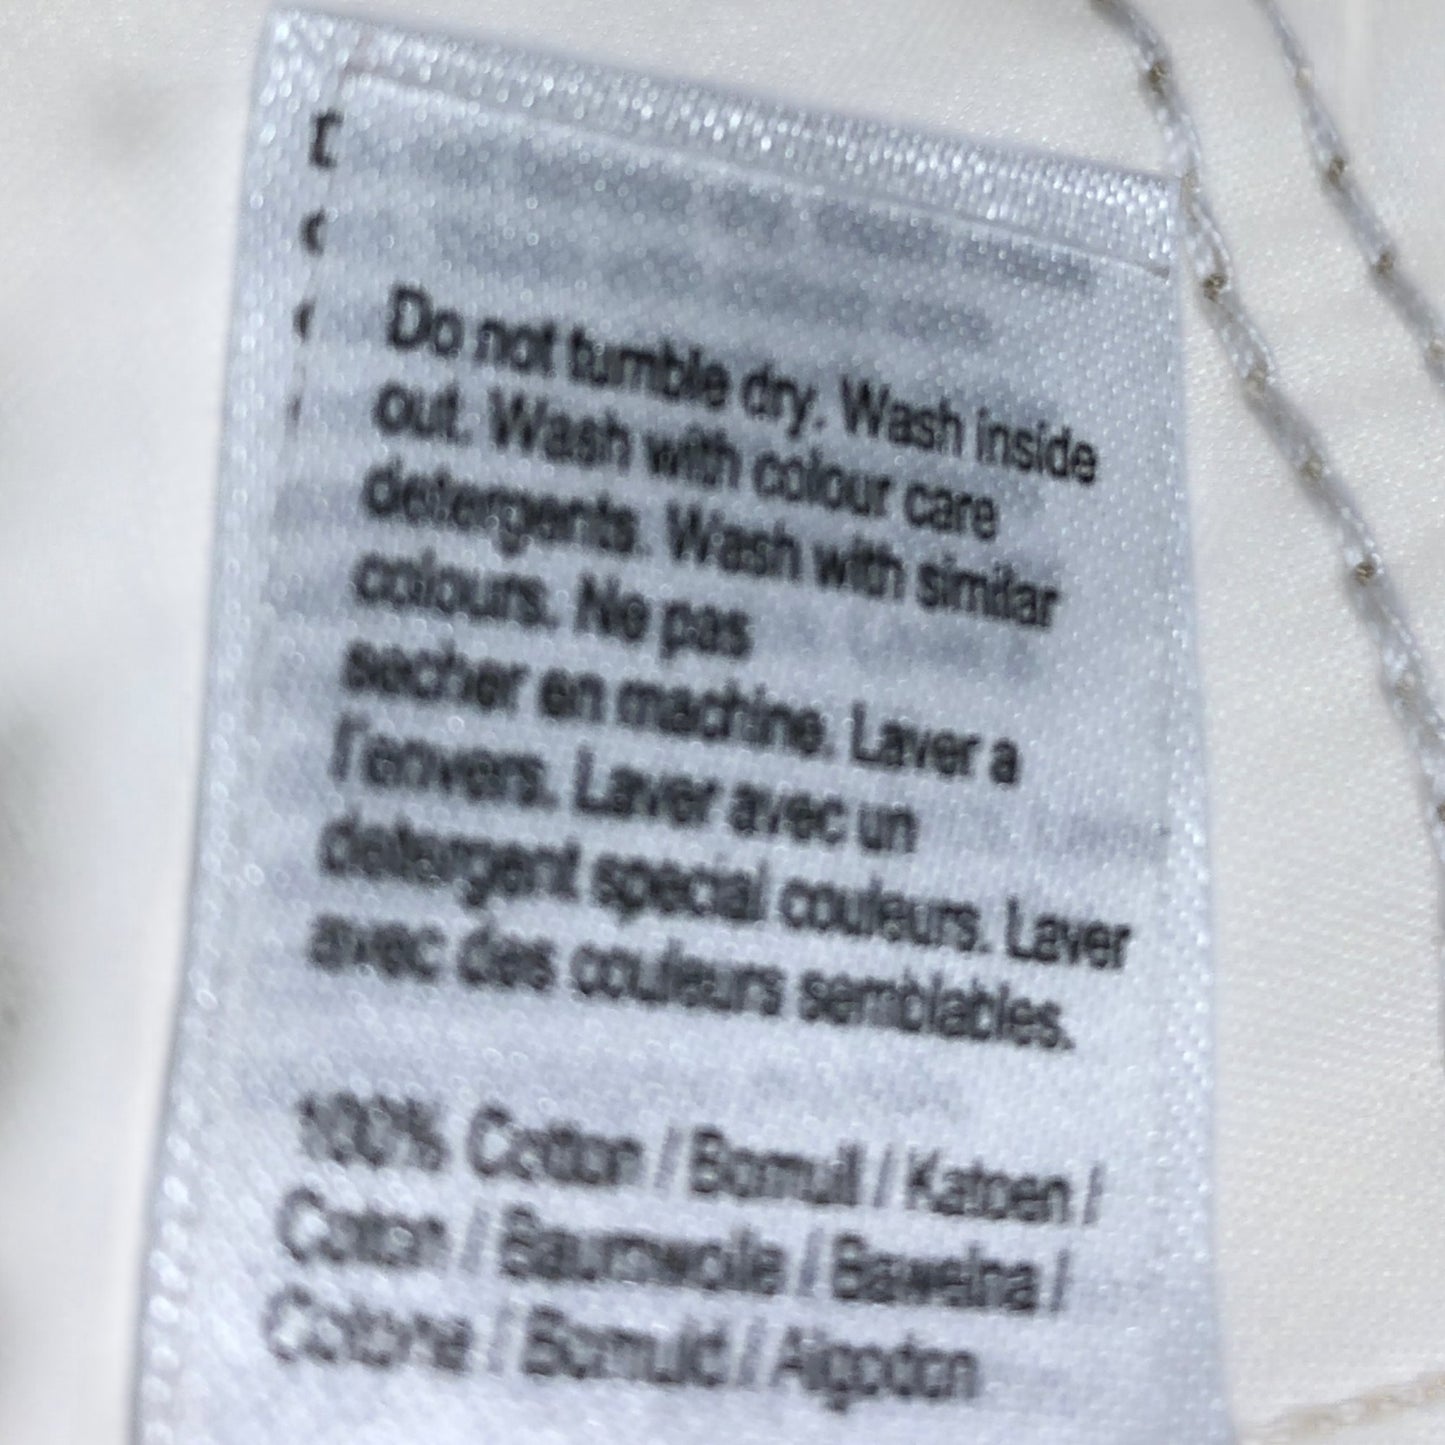 Do not tumble dry. Wash inside
out. Wash with colour care
detergents. Wash with similar
colours. Ne pas
secher en machine. Laver a
l'envers. Laver avec un
detergent special couleurs. Laver
avec des couleurs semblables.
100% Cotton / Bomull / Katoen /
Coton / Baumwolle / Bawelna /
Cotone / Bomuld / Algodon